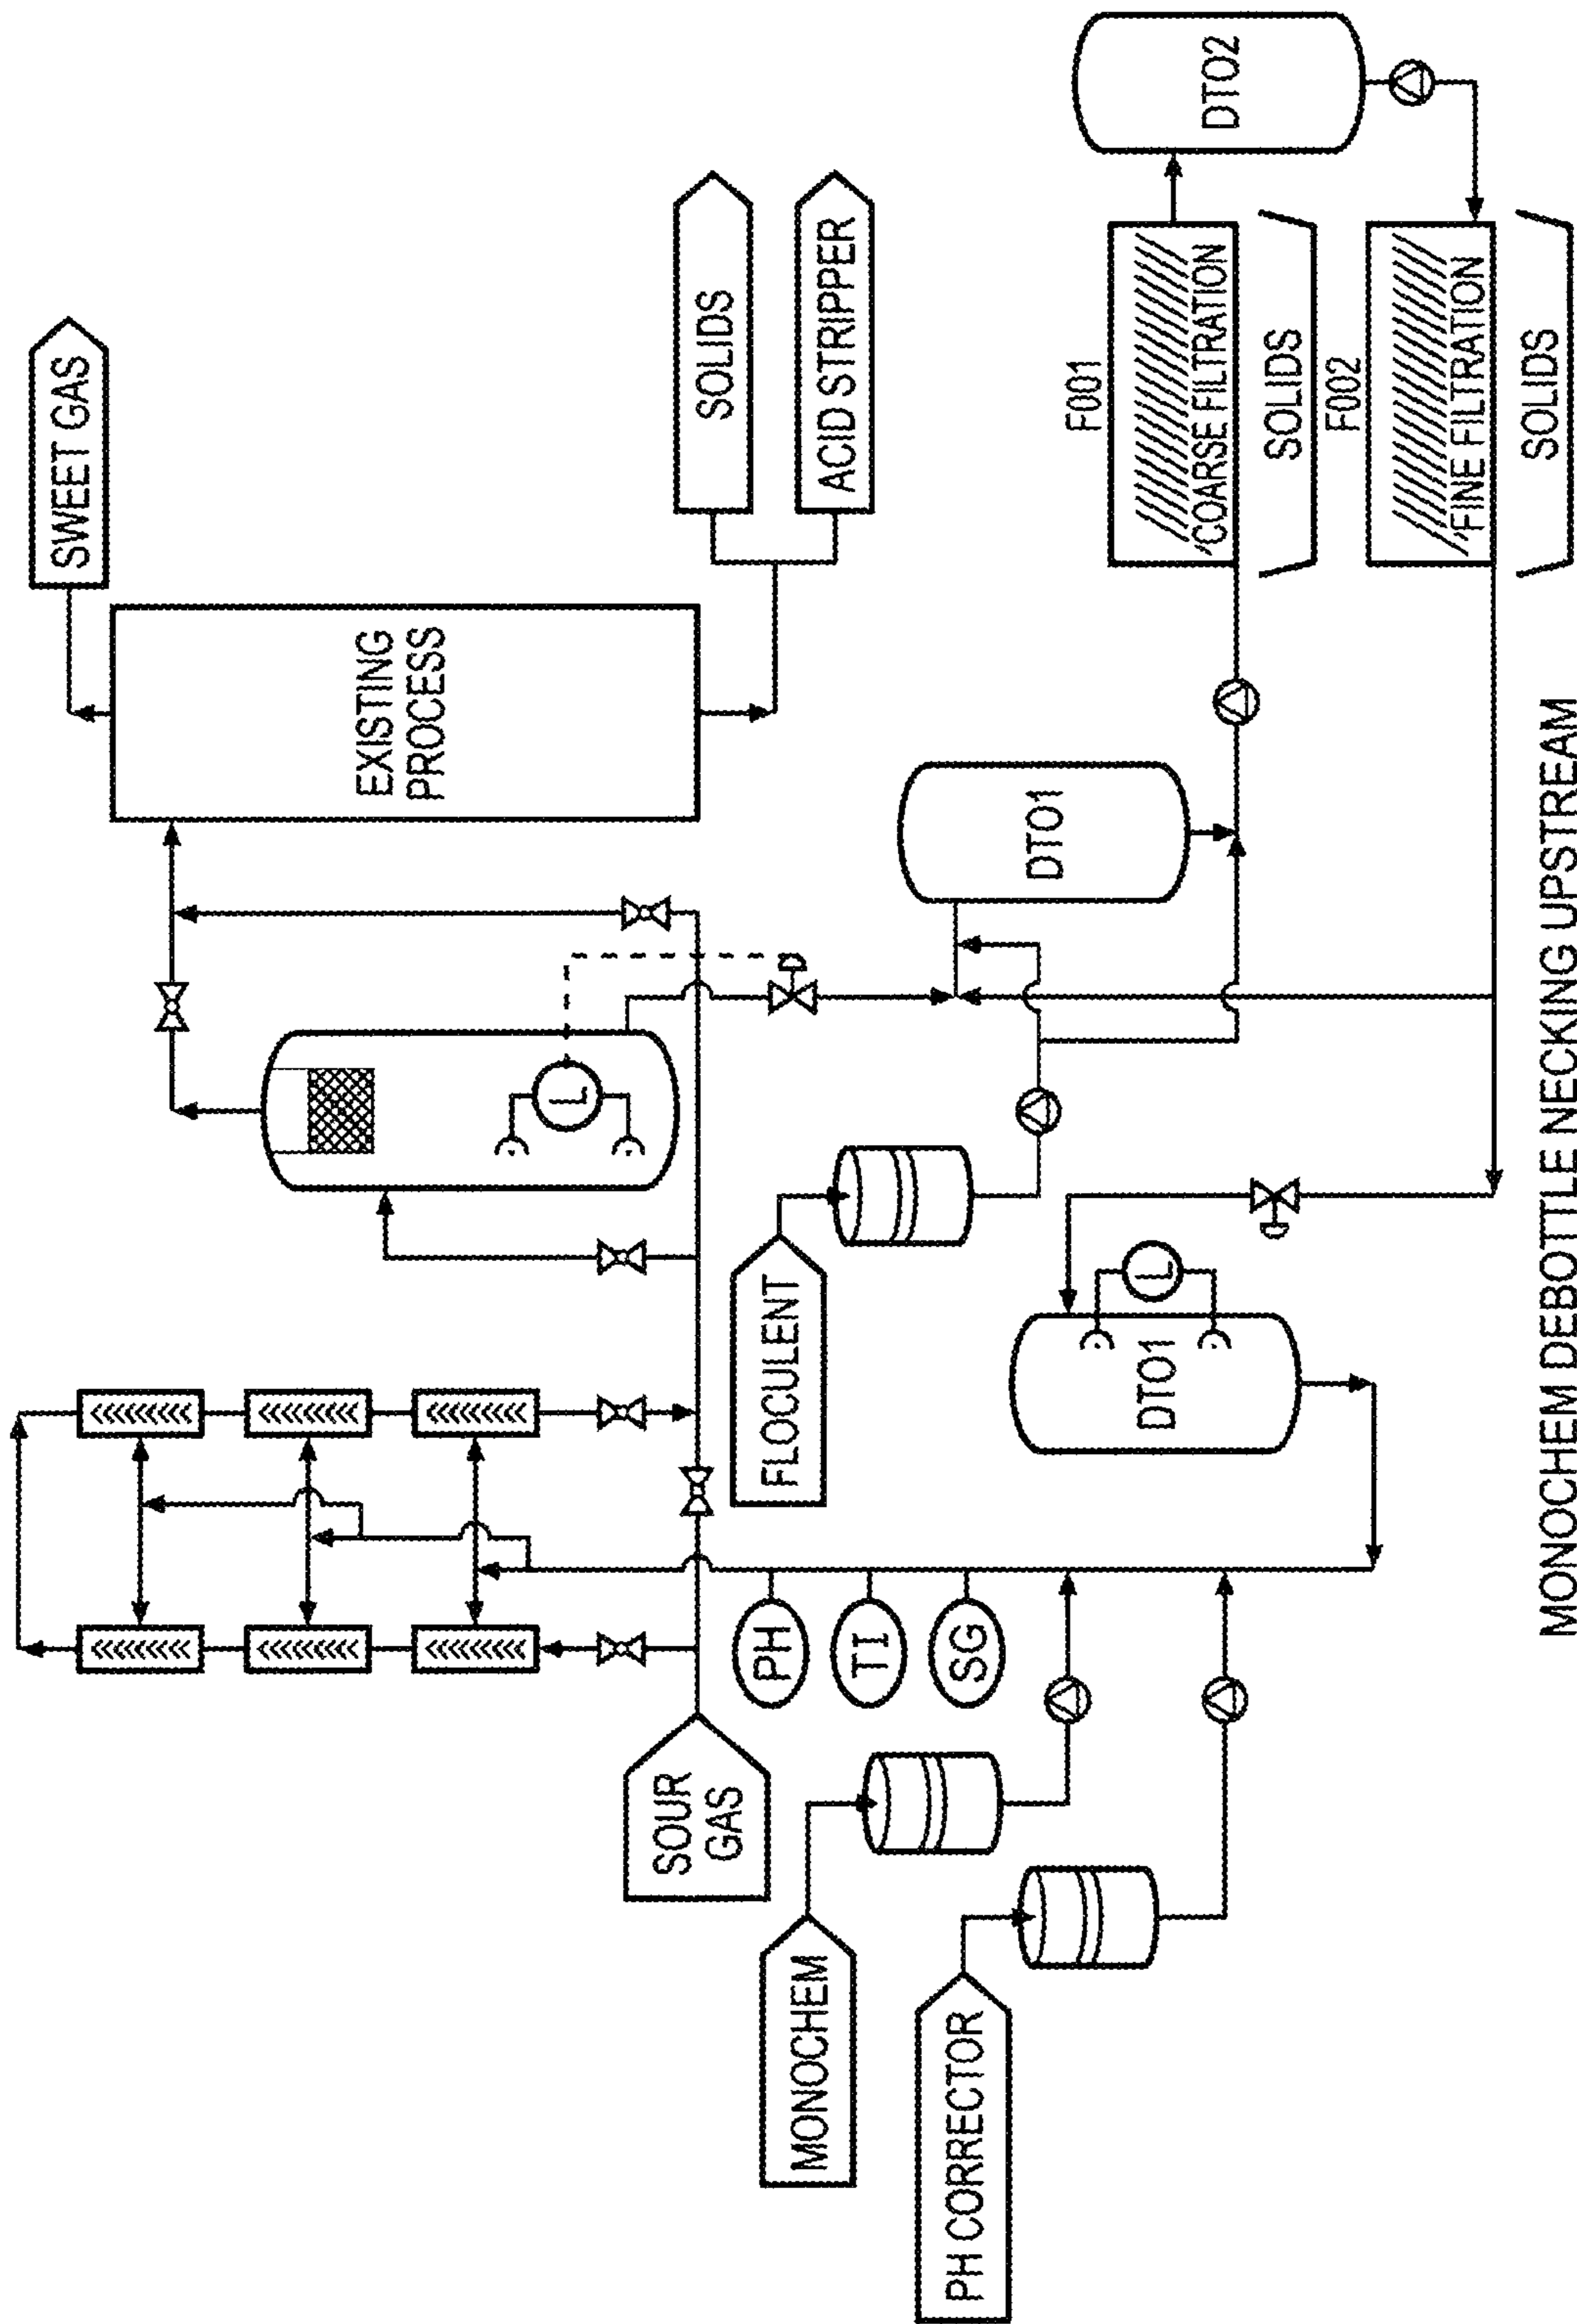 SWEET GAS
EXISTING
PROCESS
SOLIDS
ACID STRIPPER
L
SOUR
GAS
FLOCULENT
MONOCHEM
PH CORRECTOR
PH
TI
SG
DTO1
L
DTO1
F001
COARSE FILTRATION
SOLIDS
DTO2
F002
FINE FILTRATION
SOLIDS
MONOCHEM DEBOTTLE NECKING UPSTREAM